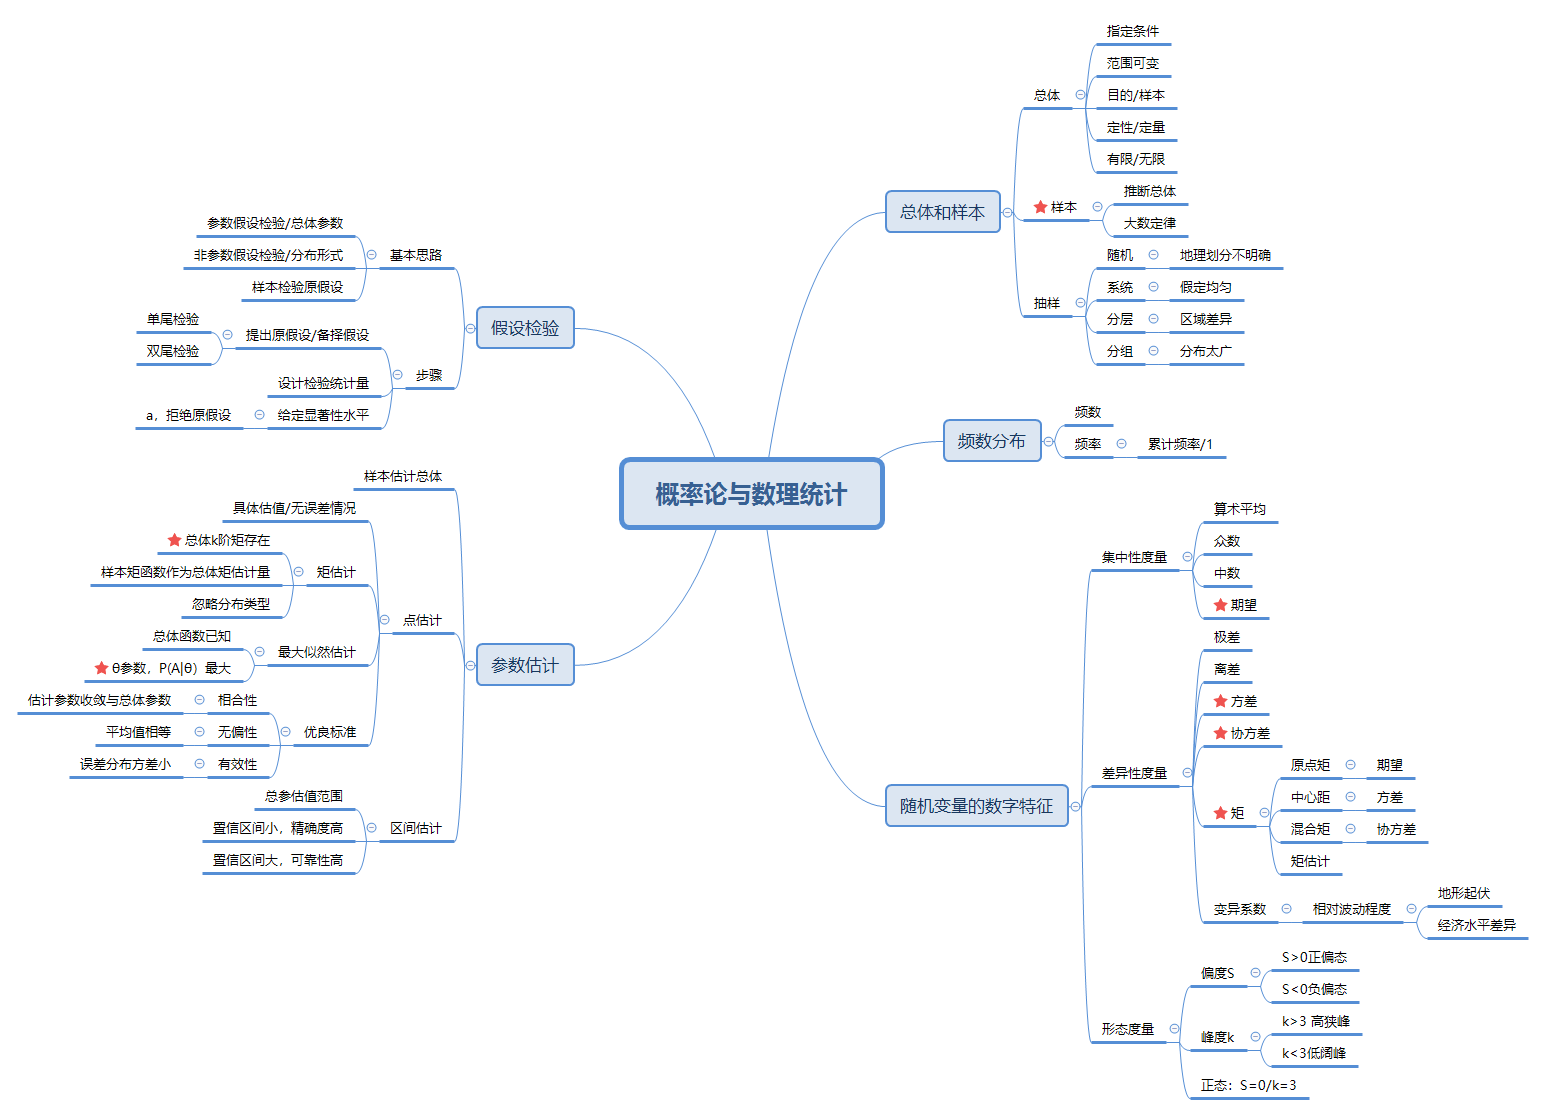 概率论与数理统计
总体和样本
总体
指定条件
范围可变
目的/样本
定性/定量
有限/无限
样本
推断总体
大数定律
抽样
随机
地理划分不明确
系统
假定均匀
分层
区域差异
分组
分布太广
频数分布
频数
频率
累计频率/1
随机变量的数字特征
集中性度量
算术平均
众数
中数
期望
差异性度量
极差
离差
方差
协方差
矩
原点矩
期望
中心距
方差
混合矩
协方差
矩估计
变异系数
相对波动程度
地形起伏
经济水平差异
形态度量
偏度S
S>0正偏态
S<0负偏态
峰度k
k>3 高狭峰
k<3低阔峰
正态：S=0/k=3
假设检验
基本思路
参数假设检验/总体参数
非参数假设检验/分布形式
样本检验原假设
步骤
提出原假设/备择假设
单尾检验
双尾检验
设计检验统计量
给定显著性水平
a，拒绝原假设
参数估计
样本估计总体
点估计
具体估值/无误差情况
矩估计
总体k阶矩存在
样本矩函数作为总体矩估计量
忽略分布类型
最大似然估计
总体函数已知
θ参数，P(A|θ）最大
优良标准
相合性
估计参数收敛与总体参数
无偏性
平均值相等
有效性
误差分布方差小
区间估计
总参估值范围
置信区间小，精确度高
置信区间大，可靠性高